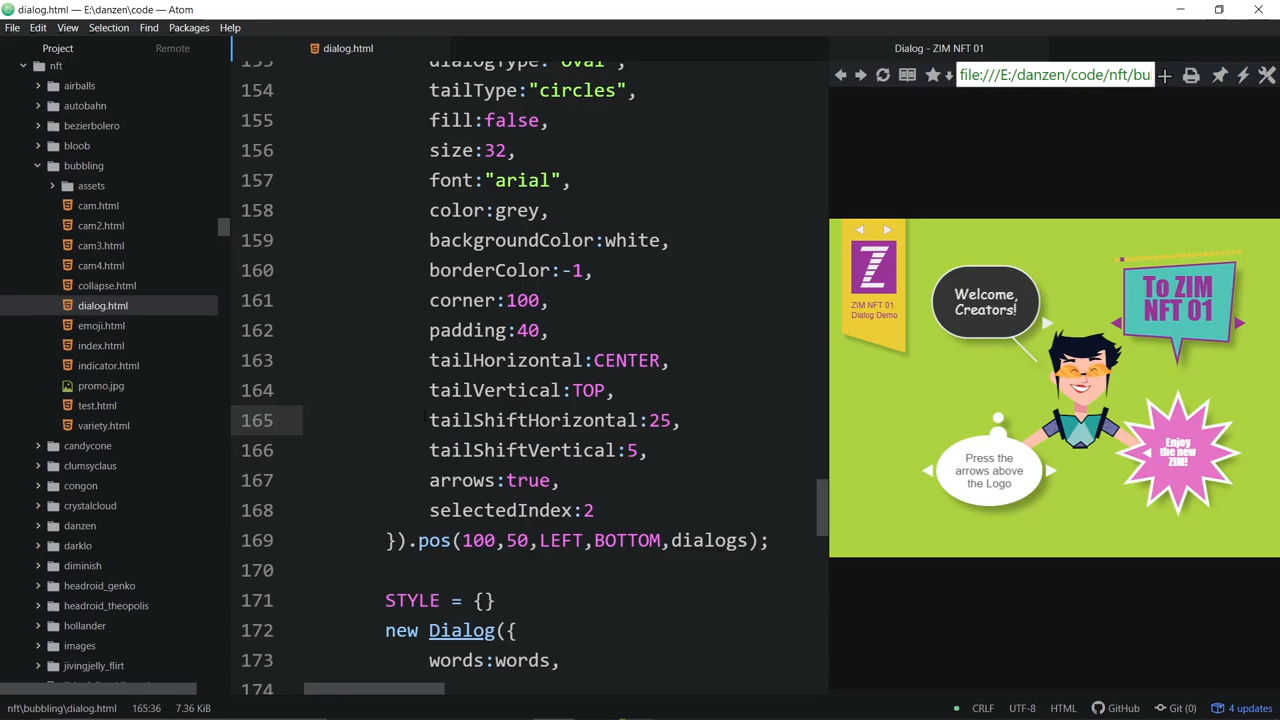 dialog.html — E:\danzen\code — Atom
File Edit View Selection Find Packages Help
Project
Remote
dialog.html
Dialog - ZIM NFT 01
file:///E:/danzen/code/nft/bu
nft
airballs
autobahn
bezierbolero
bloob
bubbling
assets
cam.html
cam2.html
cam3.html
cam4.html
collapse.html
dialog.html
emoji.html
index.html
indicator.html
promo.jpg
test.html
variety.html
candycone
clumsyclaus
congon
crystalcloud
danzen
darklo
diminish
headroid_genko
headroid_theopolis
hollander
images
jivingjelly_flirt
153 dialogType:"oval",
154 tailType:"circles",
155 fill:false,
156 size:32,
157 font:"arial",
158 color:grey,
159 backgroundColor:white,
160 borderColor:-1,
161 corner:100,
162 padding:40,
163 tailHorizontal:CENTER,
164 tailVertical:TOP,
165 tailShiftHorizontal:25,
166 tailShiftVertical:5,
167 arrows:true,
168 selectedIndex:2
169 }).pos(100,50,LEFT,BOTTOM,dialogs);
170
171 STYLE = {}
172 new Dialog({
173 words:words,
174
Z
ZIM NFT 01
Dialog Demo
Welcome,
Creators!
To ZIM
NFT 01
Press the
arrows above
the Logo
Enjoy
the new
ZIM!
nft\bubbling\dialog.html 165:36 7.36 KiB
CRLF UTF-8 HTML GitHub Git (0) 4 updates